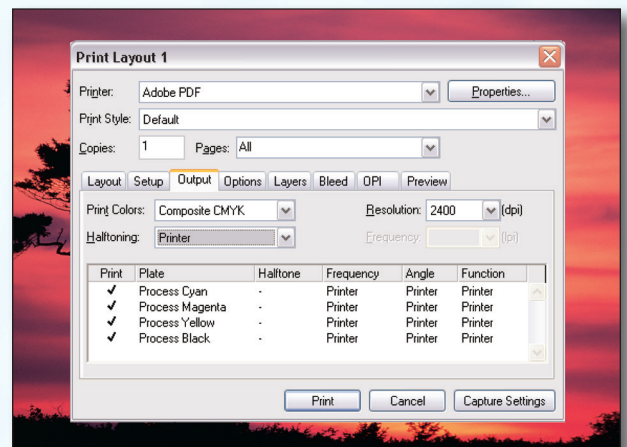 Print Layout 1
Printer: Adobe PDF Properties...
Print Style: Default
Copies: 1 Pages: All
Layout Setup Output Options Layers Bleed OPI Preview
Print Colors: Composite CMYK Resolution: 2400 (dpi)
Halftoning: Printer Frequency: (lpi)
Print Plate Halftone Frequency Angle Function
✓ Process Cyan - Printer Printer Printer
✓ Process Magenta - Printer Printer Printer
✓ Process Yellow - Printer Printer Printer
✓ Process Black - Printer Printer Printer
Print Cancel Capture Settings